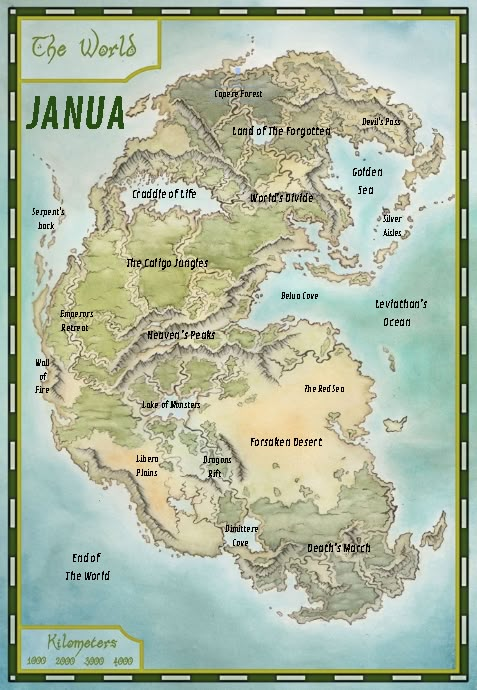 The World
JANUA
Capere Forest
Land of The Forgotten
Devil's Pass
Golden
Sea
Craddle of Life
World's Divide
Serpent's
back
Silver
Aisles
The Caligo Jungles
Belua Cove
Leviathan's
Ocean
Emperors
Retreat
Heaven's Peaks
Wall
of
Fire
The Red Sea
Lake of Monsters
Forsaken Desert
Libero
Plains
Dragons
Rift
Dimittere
Cove
Death's March
End of
The World
Kilometers
1000 2000 3000 4000